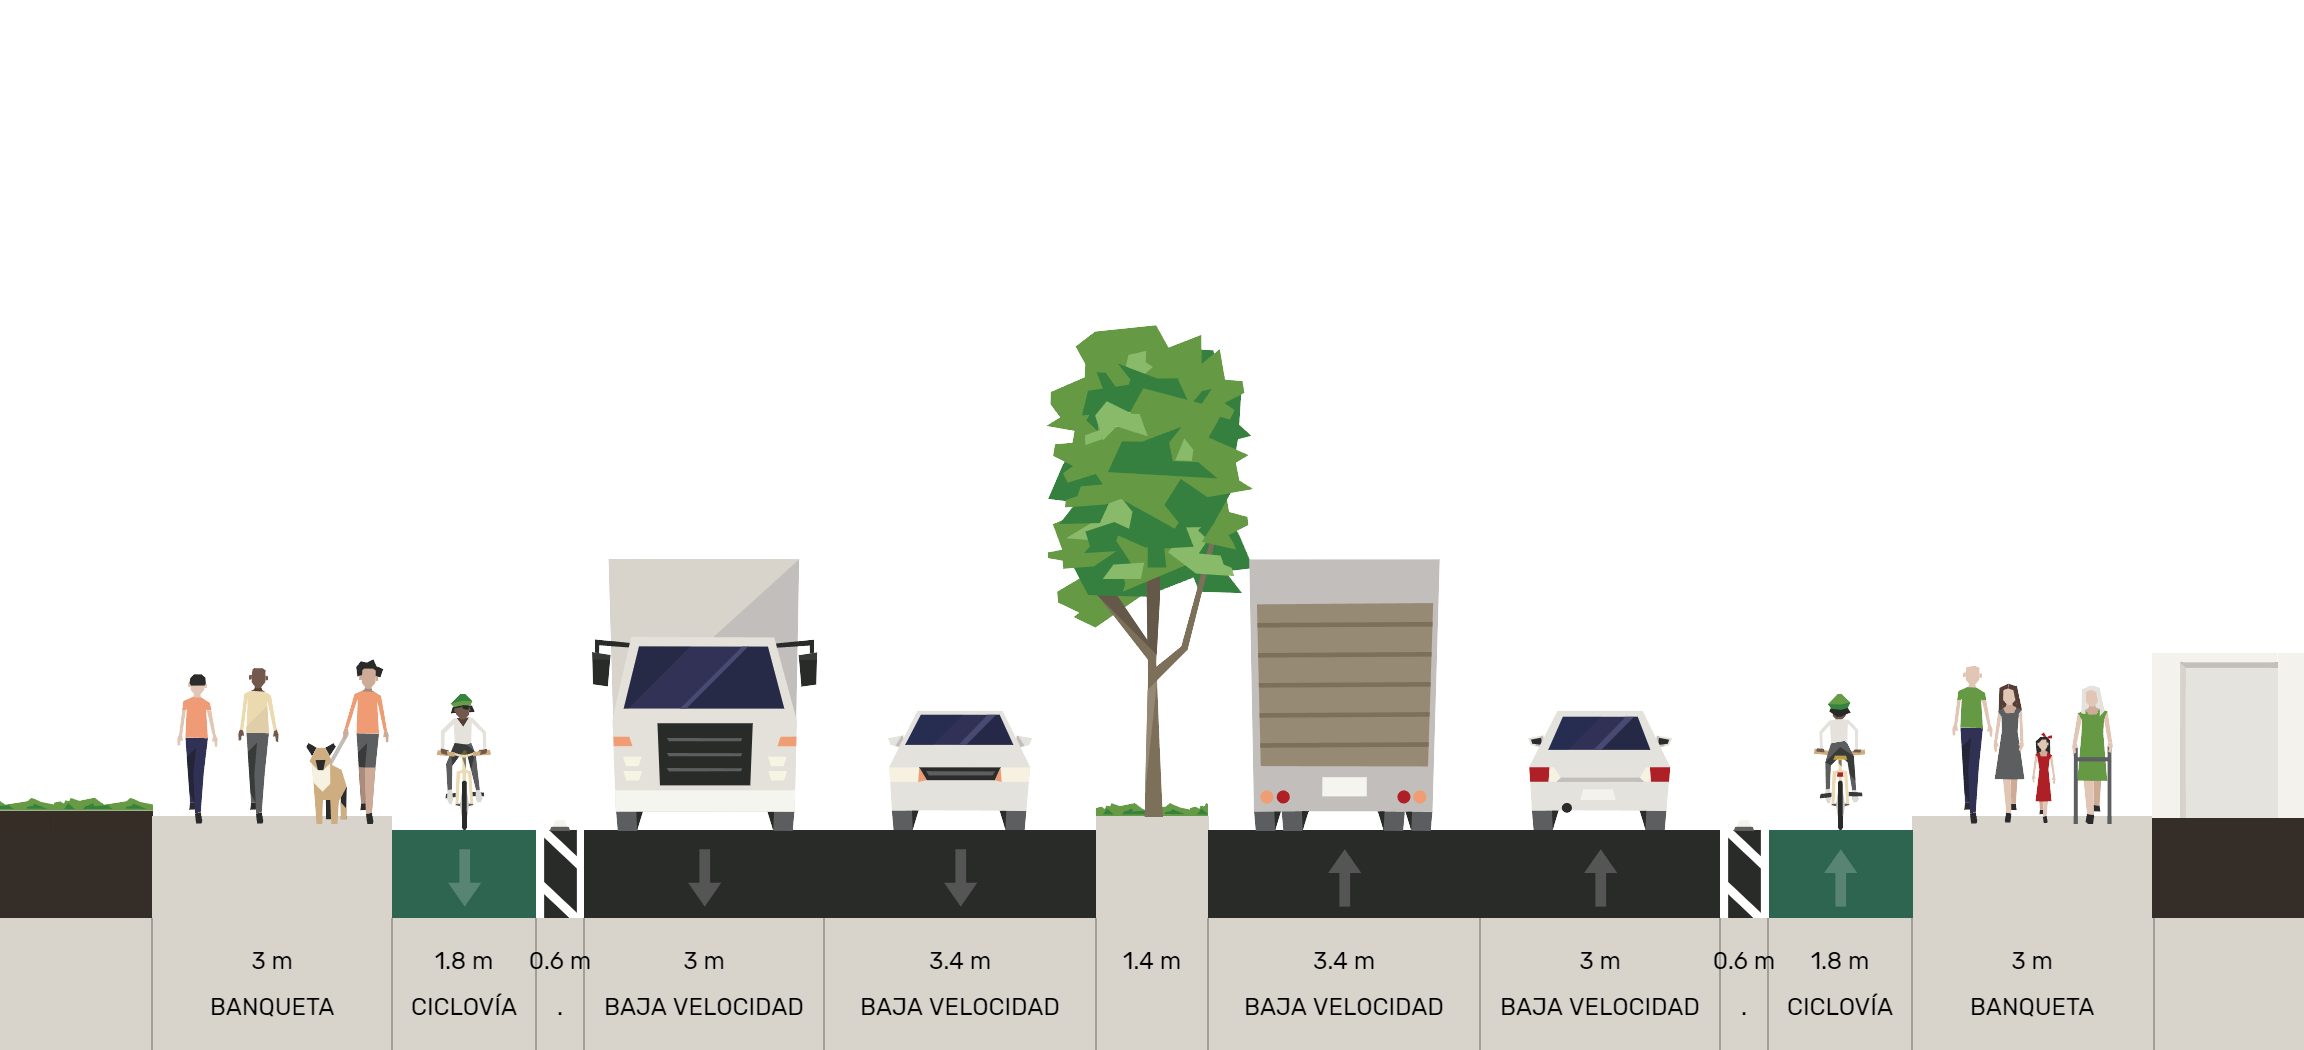 3 m
BANQUETA
1.8 m
CICLOVÍA
0.6 m
.
3 m
BAJA VELOCIDAD
3.4 m
BAJA VELOCIDAD
1.4 m
3.4 m
BAJA VELOCIDAD
3 m
BAJA VELOCIDAD
0.6 m
.
1.8 m
CICLOVÍA
3 m
BANQUETA